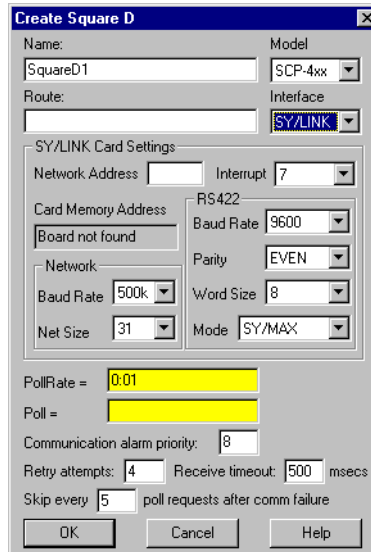 Create Square D
Name: Model
SquareD1 SCP-4xx
Route: Interface
SY/LINK
SY/LINK Card Settings
Network Address Interrupt 7
Card Memory Address
Board not found
RS422
Baud Rate 9600
Parity EVEN
Word Size 8
Mode SY/MAX
Network
Baud Rate 500k
Net Size 31
PollRate = 0:01
Poll =
Communication alarm priority: 8
Retry attempts: 4 Receive timeout: 500 msecs
Skip every 5 poll requests after comm failure
OK Cancel Help